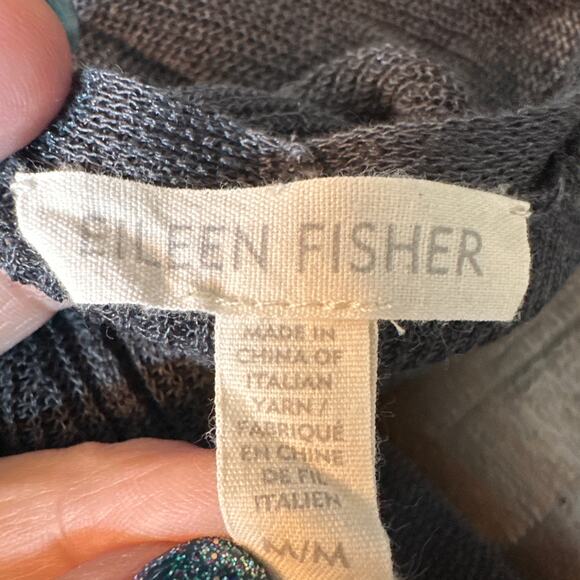 EILEEN FISHER
MADE IN
CHINA OF
ITALIAN
YARN /
FABRIQUÉ
EN CHINE
DE FIL
ITALIEN
M/M